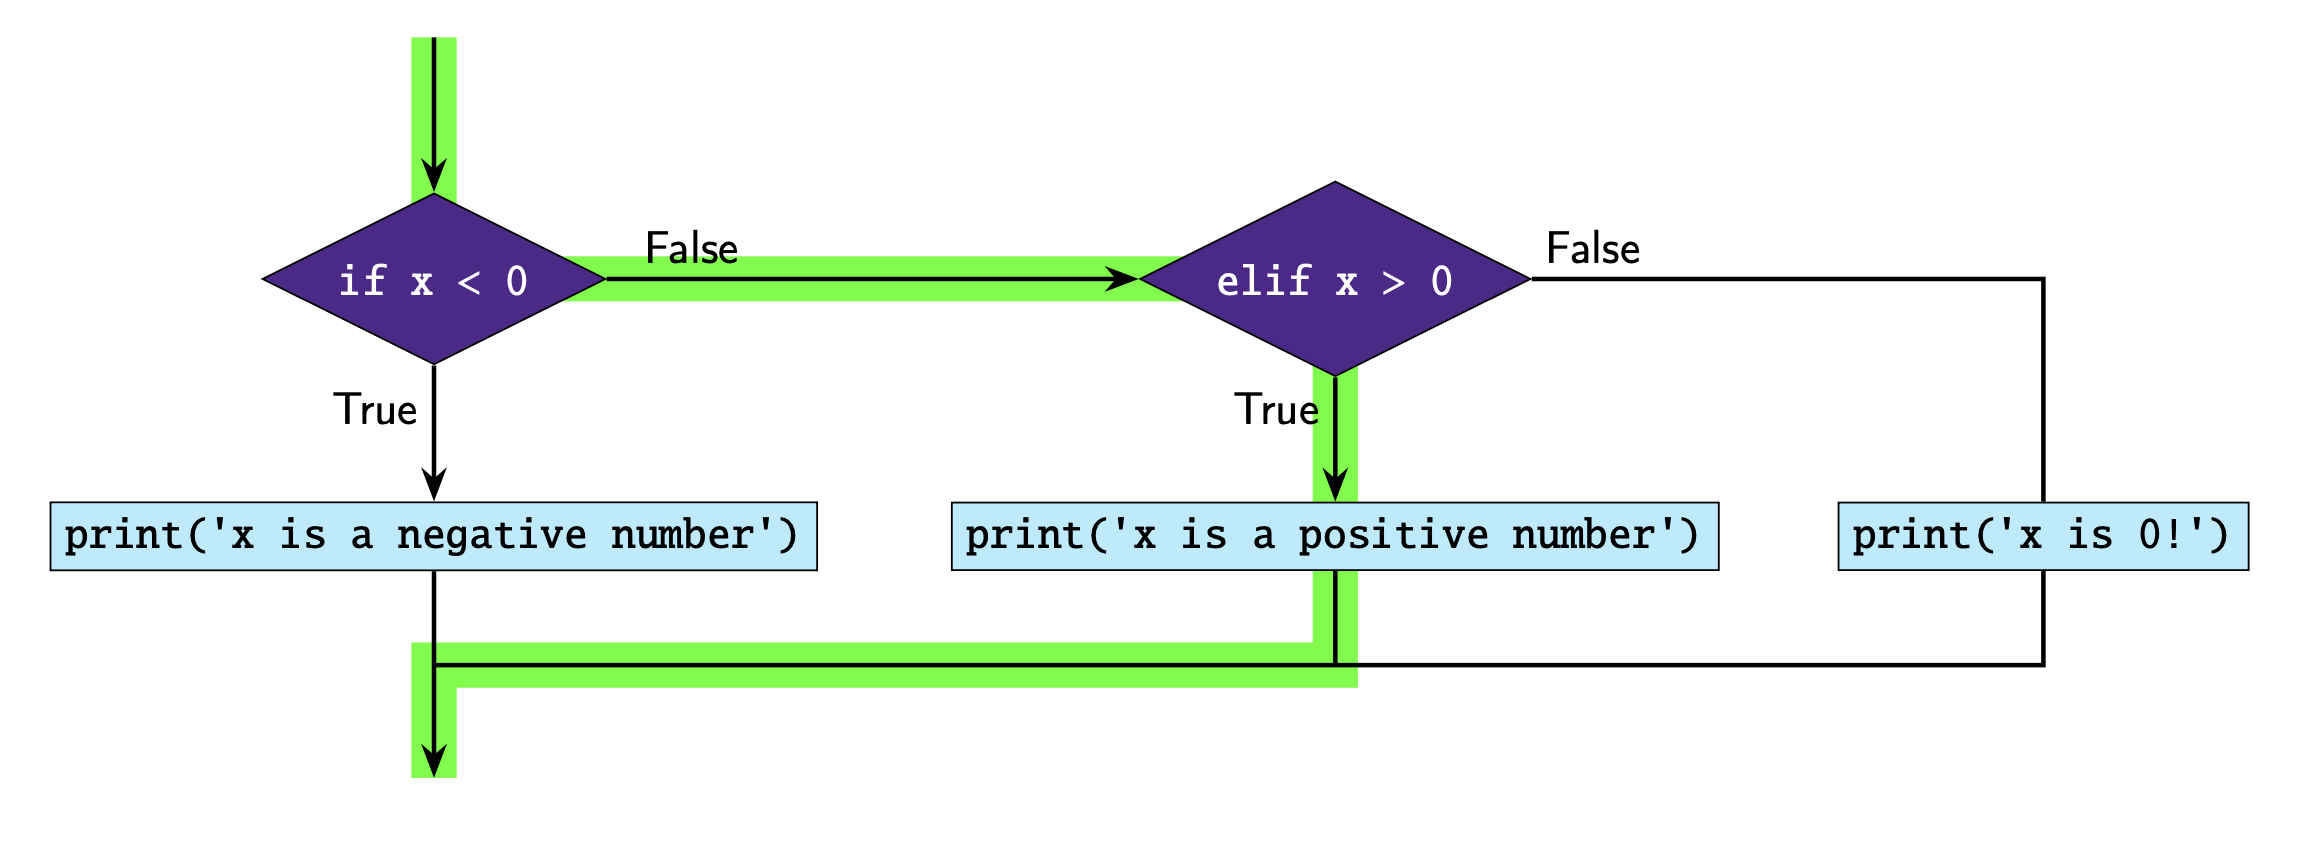 False
False
if x < 0
elif x > 0
True
True
print('x is a negative number')
print('x is a positive number')
print('x is 0!')